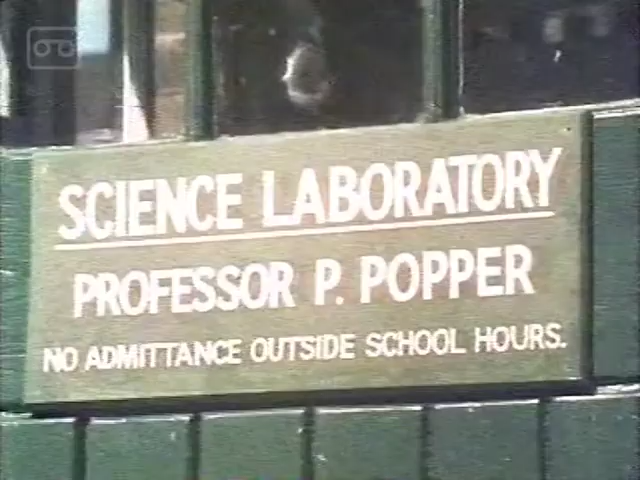 SCIENCE LABORATORY
PROFESSOR P. POPPER
NO ADMITTANCE OUTSIDE SCHOOL HOURS.